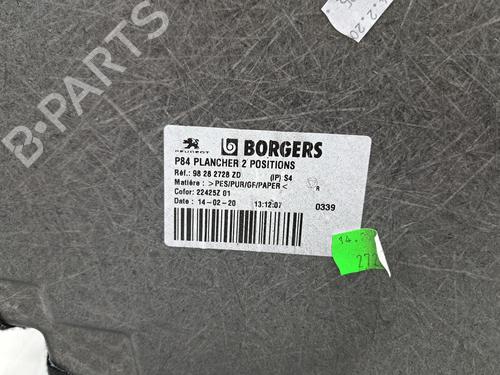 B-PARTS
PEUGEOT BORGERS
P84 PLANCHER 2 POSITIONS
Réf.: 98 28 2728 ZD (IP) S4
Matière : >PES/PUR/GF/PAPER< R
Cofor: 22425Z 01
Date : 14-02-20 13:12:07 0339